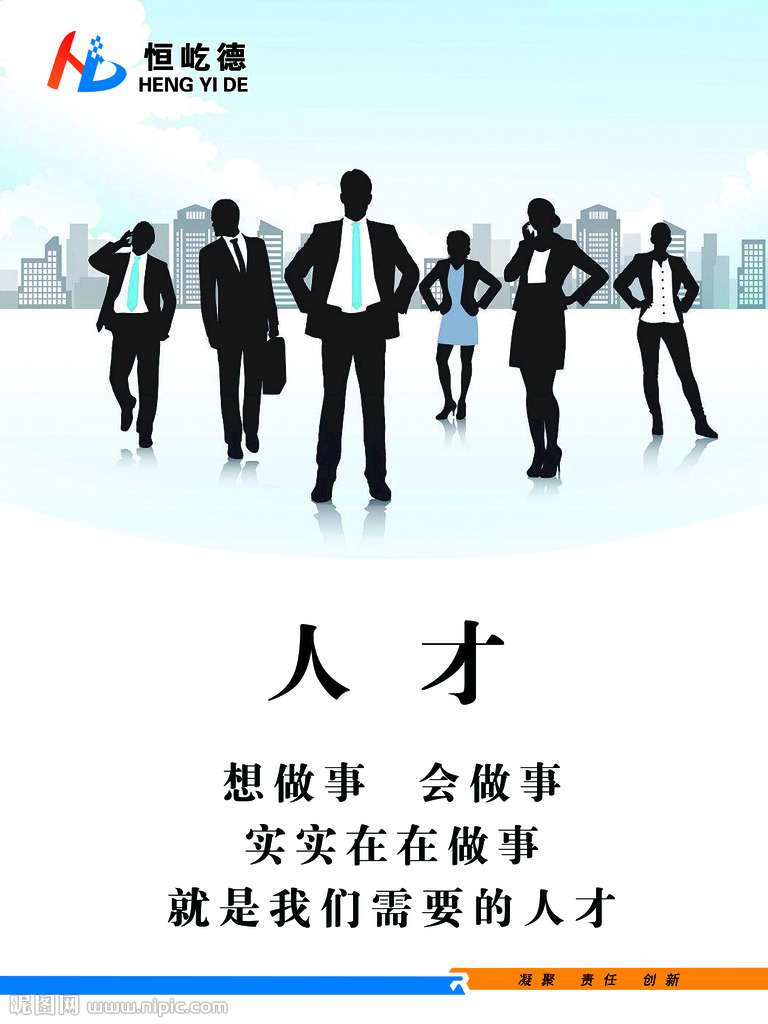 恒屹德
HENG YI DE
人 才
想做事 会做事
实实在在做事
就是我们需要的人才
凝聚 责任 创新
昵图网 www.nipic.com